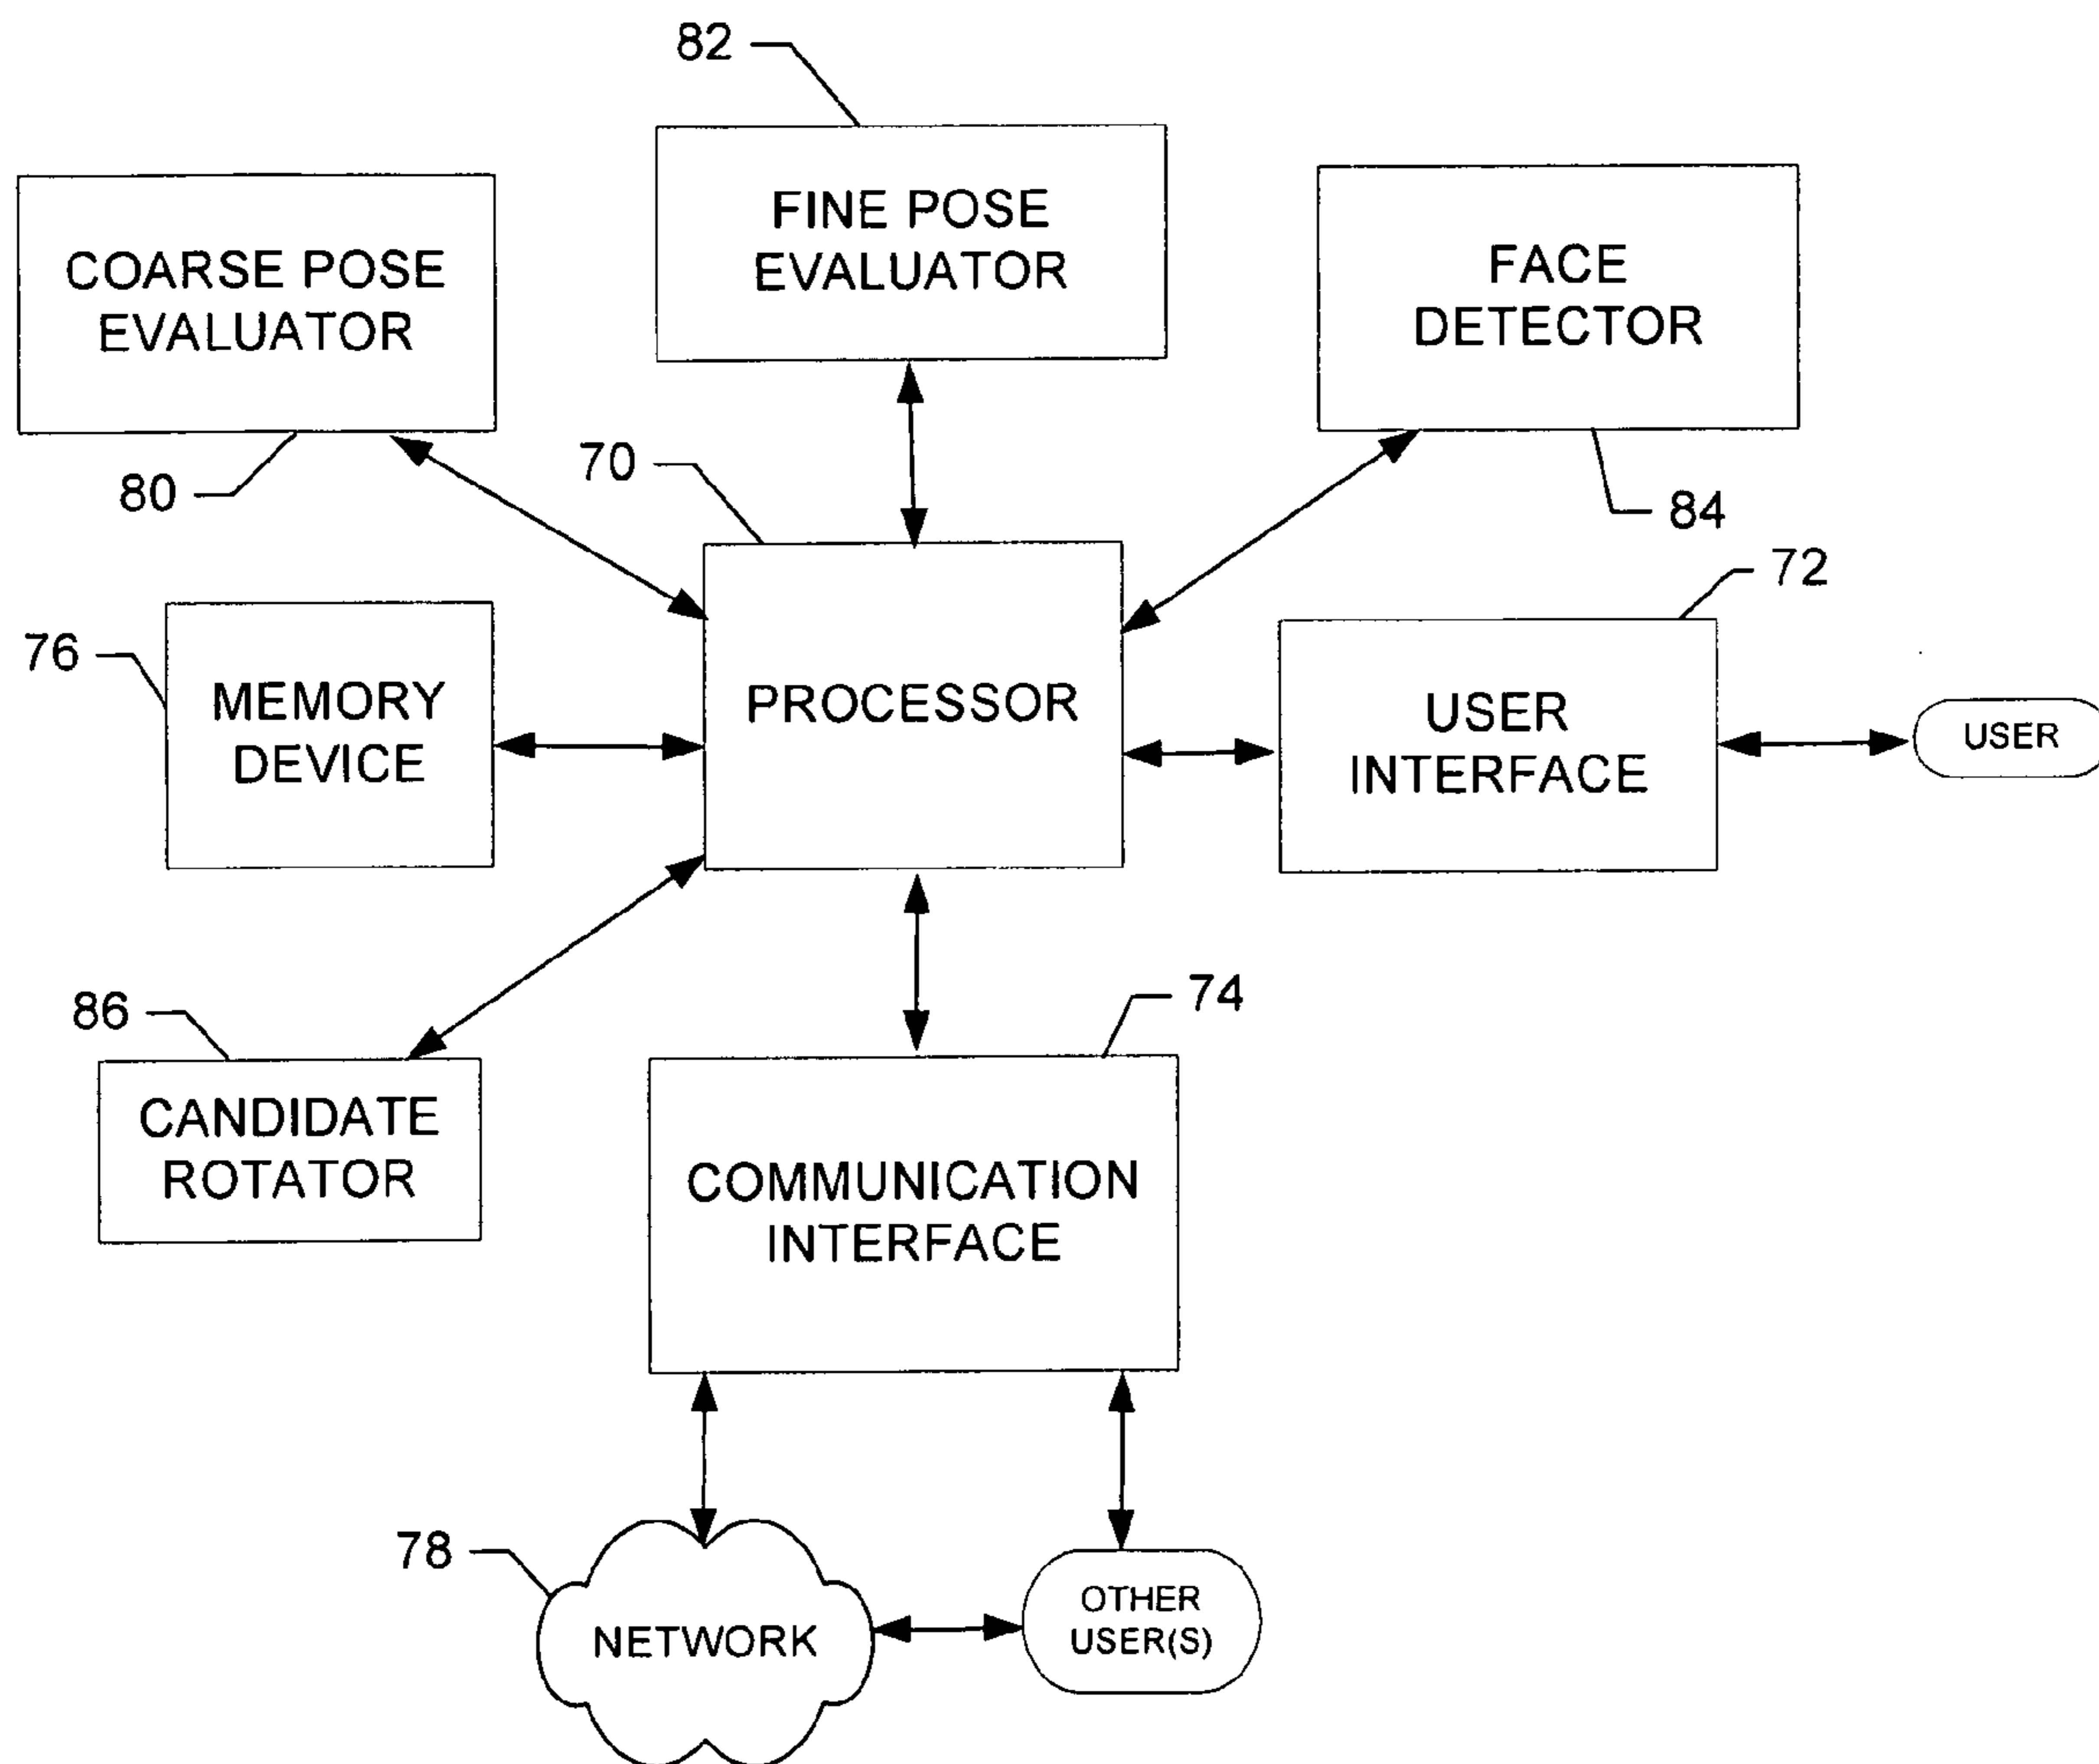 82
FINE POSE
EVALUATOR
COARSE POSE
EVALUATOR
FACE
DETECTOR
80
70
84
72
76
MEMORY
DEVICE
PROCESSOR
USER
INTERFACE
USER
86
74
CANDIDATE
ROTATOR
COMMUNICATION
INTERFACE
78
NETWORK
OTHER
USER(S)